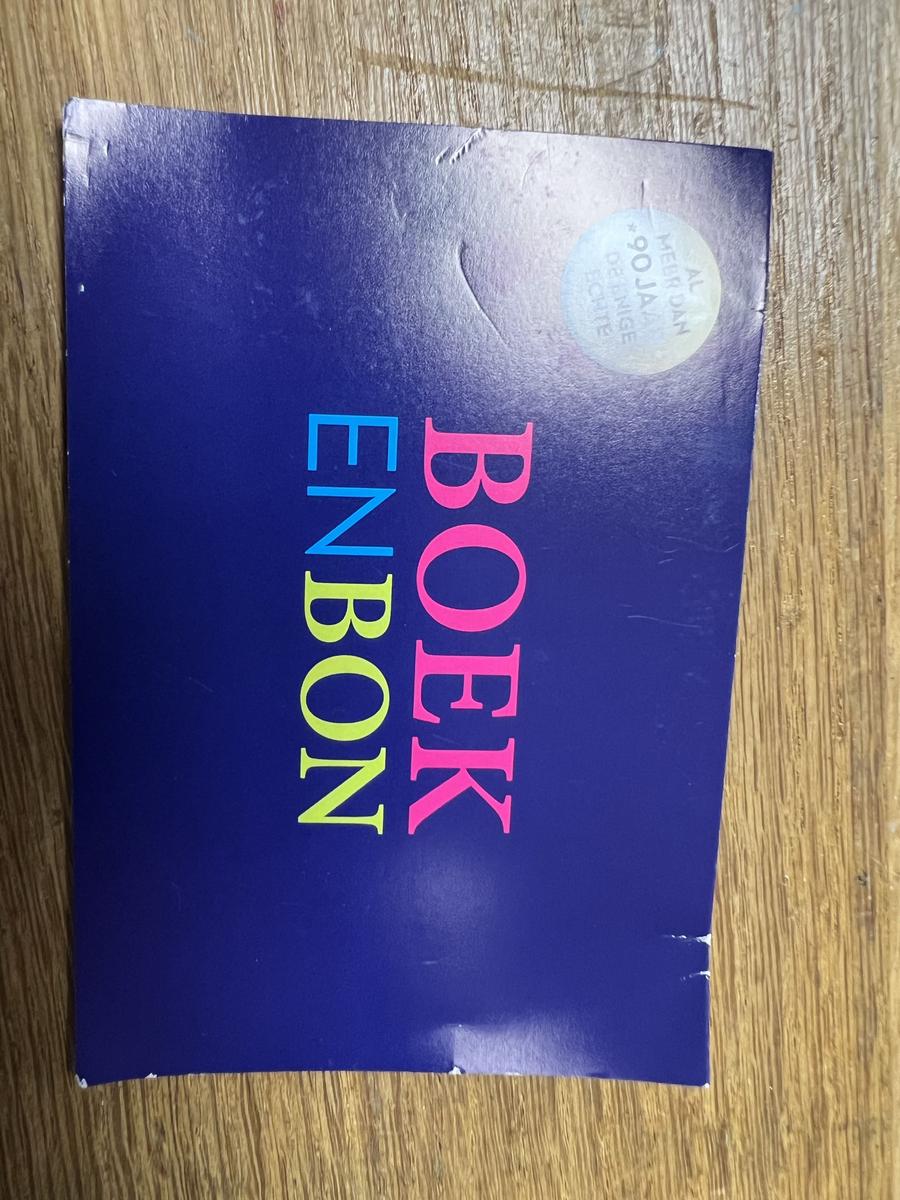 AL
MEER DAN
*90 JAAR
DE ENIGE
ECHTE
BOEK
ENBON